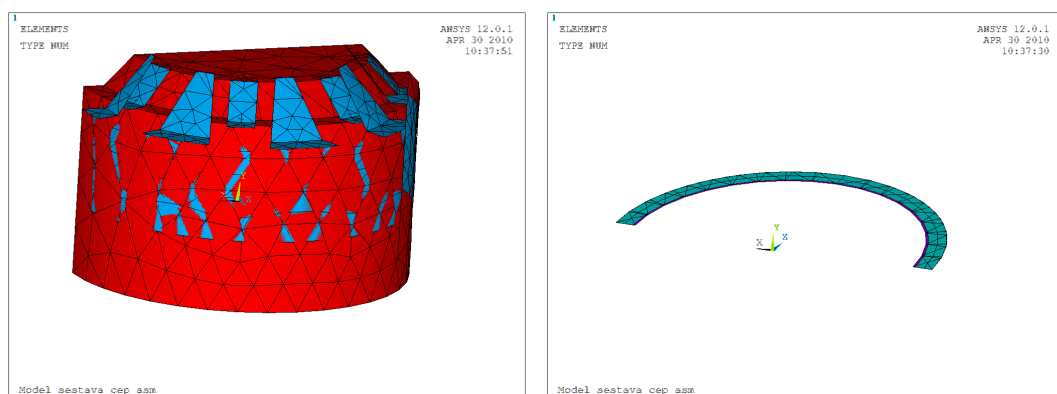 1
ELEMENTS
TYPE NUM
ANSYS 12.0.1
APR 30 2010
10:37:51
Y
X
Z
Model sestava cep asm
1
ELEMENTS
TYPE NUM
ANSYS 12.0.1
APR 30 2010
10:37:30
Y
X
Z
Model sestava cep asm